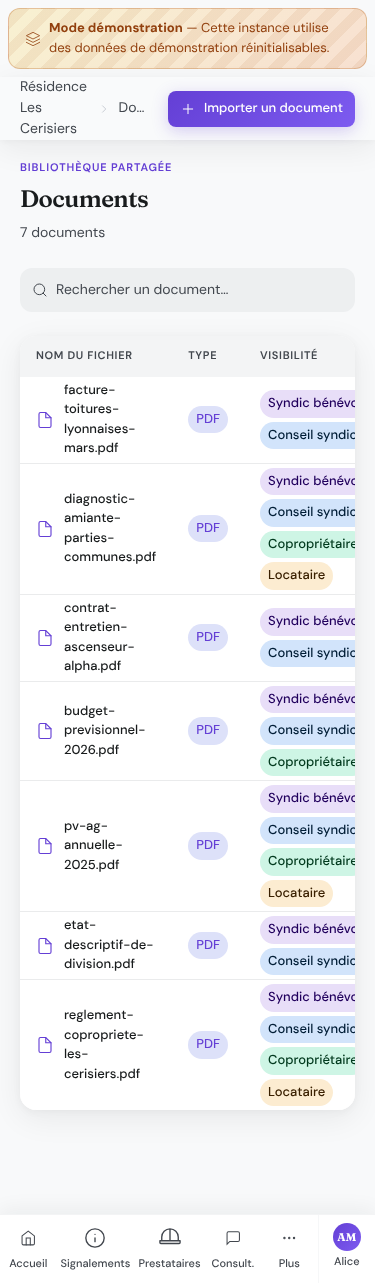 Mode démonstration — Cette instance utilise
des données de démonstration réinitialisables.
Résidence
Les
Cerisiers
Do...
Importer un document
BIBLIOTHÈQUE PARTAGÉE
Documents
7 documents
Rechercher un document...
NOM DU FICHIER TYPE VISIBILITÉ
facture-
toitures-
lyonnaises-
mars.pdf
PDF
Syndic bénévo
Conseil syndic
diagnostic-
amiante-
parties-
communes.pdf
PDF
Syndic bénévo
Conseil syndic
Copropriétaire
Locataire
contrat-
entretien-
ascenseur-
alpha.pdf
PDF
Syndic bénévo
Conseil syndic
budget-
previsionnel-
2026.pdf
PDF
Syndic bénévo
Conseil syndic
Copropriétaire
pv-ag-
annuelle-
2025.pdf
PDF
Syndic bénévo
Conseil syndic
Copropriétaire
Locataire
etat-
descriptif-de-
division.pdf
PDF
Syndic bénévo
Conseil syndic
reglement-
copropriete-
les-
cerisiers.pdf
PDF
Syndic bénévo
Conseil syndic
Copropriétaire
Locataire
AM
Accueil Signalements Prestataires Consult. Plus Alice